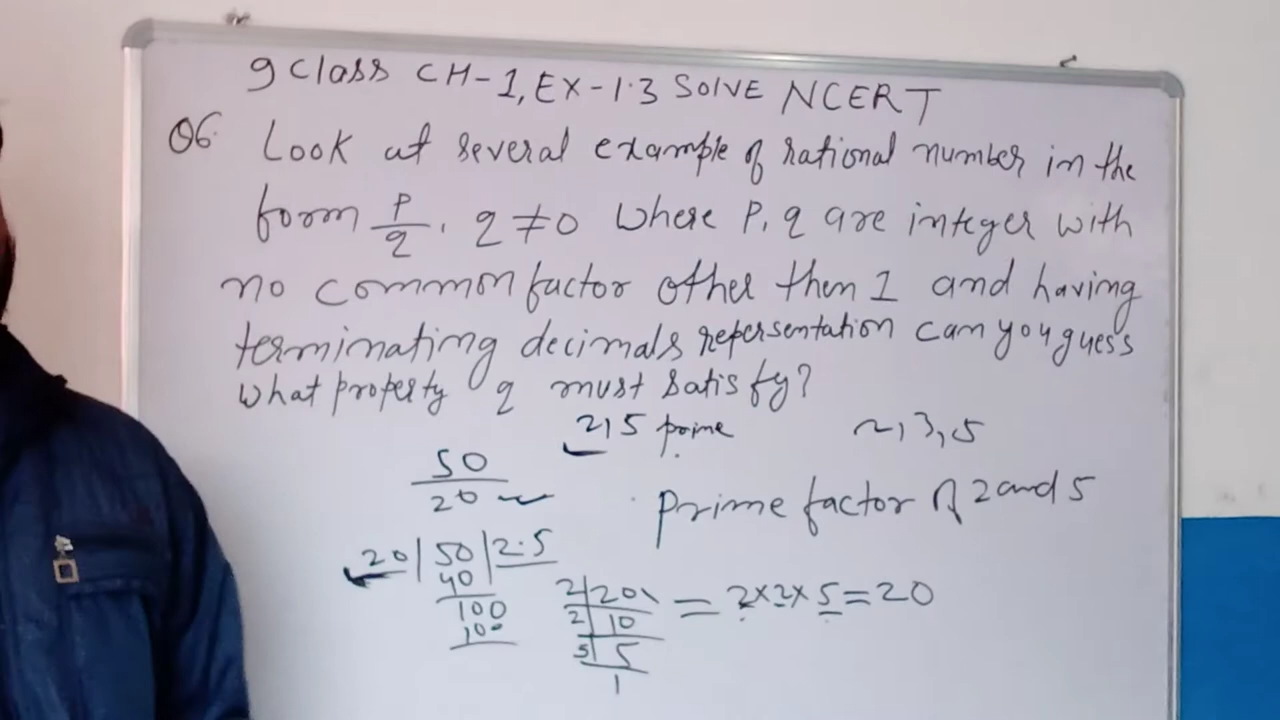 9 Class CH-1, EX-1.3 SOLVE NCERT
Q6. Look at several example of rational number in the
form p/q, q ≠ 0 where P, q are integer with
no common factor other then 1 and having
terminating decimals repersentation can you guess
what property q must satisfy?
2,5 prime
2,3,5
50
20
prime factor of 2 and 5
20 | 50 | 2.5
40
100
100
2 | 20 = 2×2×5=20
2 | 10
5 | 5
1